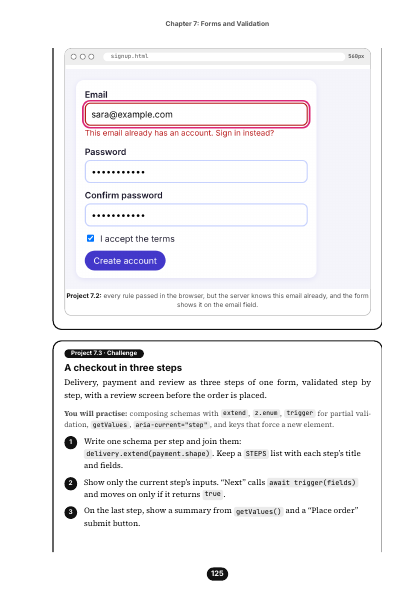 Chapter 7: Forms and Validation
signup.html
560px
Email
sara@example.com
This email already has an account. Sign in instead?
Password
•••••••••••
Confirm password
•••••••••••
I accept the terms
Create account
Project 7.2: every rule passed in the browser, but the server knows this email already, and the form
shows it on the email field.
Project 7.3 · Challenge
A checkout in three steps
Delivery, payment and review as three steps of one form, validated step by
step, with a review screen before the order is placed.
You will practise: composing schemas with extend, z.enum, trigger for partial vali-
dation, getValues, aria-current="step", and keys that force a new element.
1 Write one schema per step and join them:
delivery.extend(payment.shape). Keep a STEPS list with each step's title
and fields.
2 Show only the current step's inputs. “Next” calls await trigger(fields)
and moves on only if it returns true.
3 On the last step, show a summary from getValues() and a “Place order”
submit button.
125